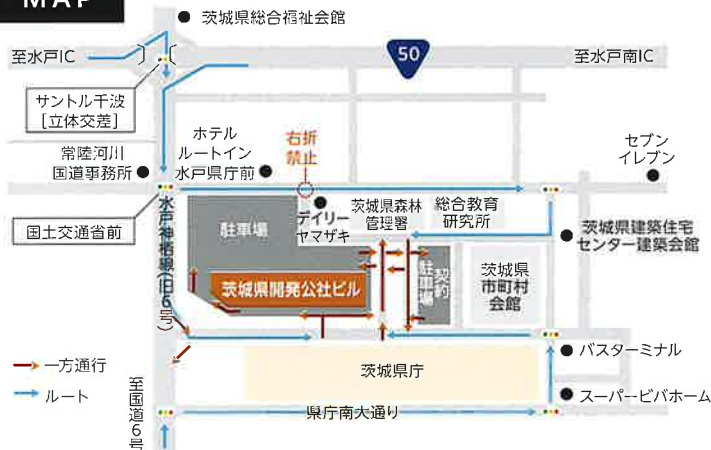 MAP
茨城県総合福祉会館
至水戸IC
50
至水戸南IC
サントル千波
[立体交差]
常陸河川
国道事務所
ホテル
ルートイン
水戸県庁前
右折
禁止
セブン
イレブン
国土交通省前
水戸神栖線(旧6号)
駐車場
デイリー
ヤマザキ
茨城県森林
管理署
総合教育
研究所
茨城県建築住宅
センター建築会館
茨城県開発公社ビル
契約
駐車場
茨城県
市町村
会館
一方通行
ルート
茨城県庁
バスターミナル
スーパービバホーム
至国道6号
県庁南大通り